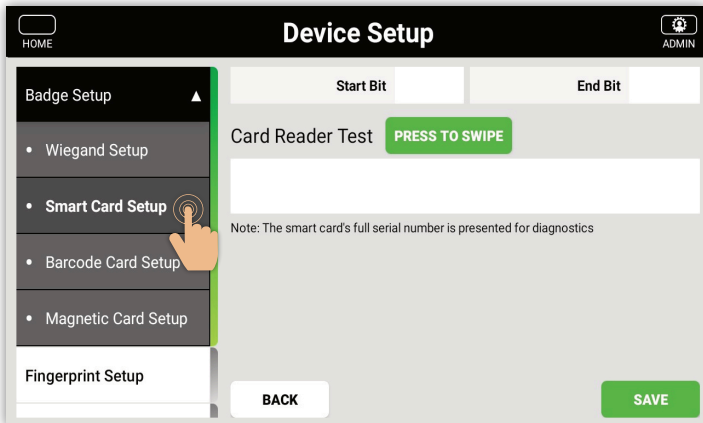 HOME
Device Setup
ADMIN
Badge Setup ▲
• Wiegand Setup
• Smart Card Setup
• Barcode Card Setup
• Magnetic Card Setup
Fingerprint Setup
Start Bit
End Bit
Card Reader Test
PRESS TO SWIPE
Note: The smart card's full serial number is presented for diagnostics
BACK
SAVE